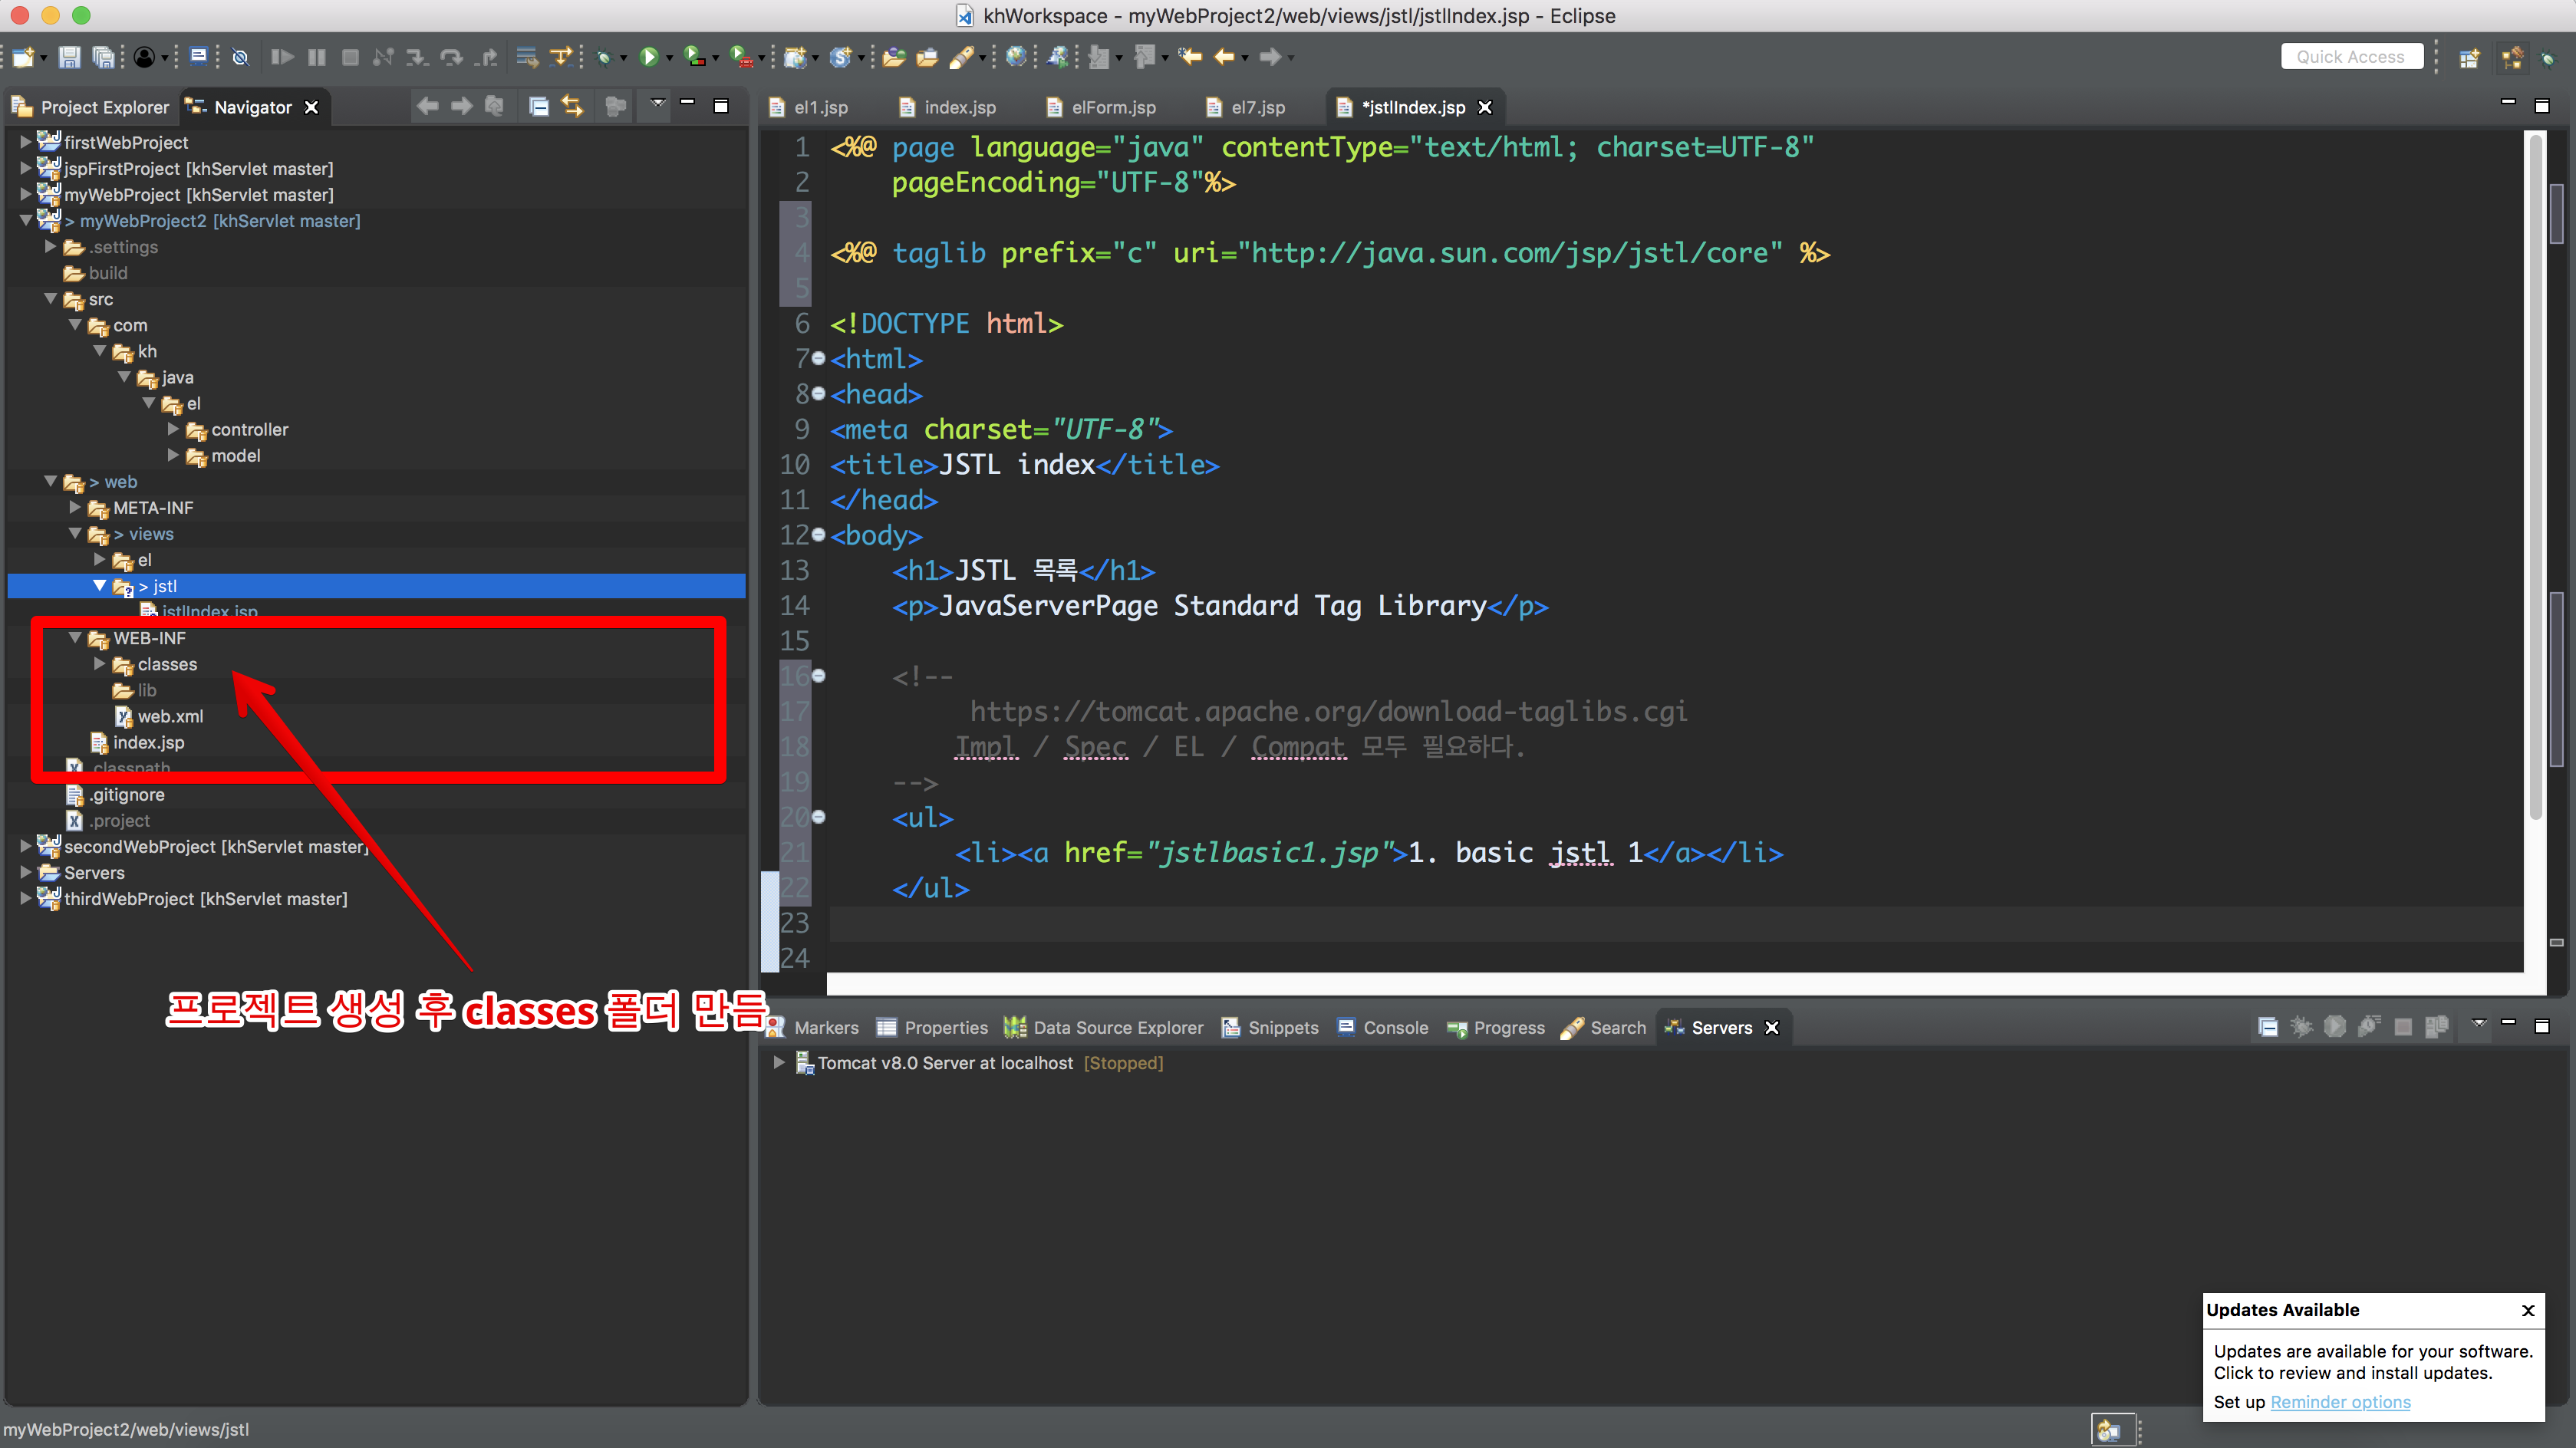 khWorkspace - myWebProject2/web/views/jstl/jstlIndex.jsp - Eclipse
Quick Access
Project Explorer
Navigator
firstWebProject
jspFirstProject [khServlet master]
myWebProject [khServlet master]
> myWebProject2 [khServlet master]
.settings
build
src
com
kh
java
el
controller
model
> web
META-INF
> views
el
> jstl
jstlIndex.jsp
WEB-INF
classes
lib
web.xml
index.jsp
.classpath
.gitignore
.project
secondWebProject [khServlet master]
Servers
thirdWebProject [khServlet master]
프로젝트 생성 후 classes 폴더 만듬
el1.jsp
index.jsp
elForm.jsp
el7.jsp
*jstlIndex.jsp
1 <%@ page language="java" contentType="text/html; charset=UTF-8"
2 pageEncoding="UTF-8"%>
3
4 <%@ taglib prefix="c" uri="http://java.sun.com/jsp/jstl/core" %>
5
6 <!DOCTYPE html>
7 <html>
8 <head>
9 <meta charset="UTF-8">
10 <title>JSTL index</title>
11 </head>
12 <body>
13 <h1>JSTL 목록</h1>
14 <p>JavaServerPage Standard Tag Library</p>
15
16 <!--
17 https://tomcat.apache.org/download-taglibs.cgi
18 Impl / Spec / EL / Compat 모두 필요하다.
19 -->
20 <ul>
21 <li><a href="jstlbasic1.jsp">1. basic jstl 1</a></li>
22 </ul>
23
24
Markers
Properties
Data Source Explorer
Snippets
Console
Progress
Search
Servers
Tomcat v8.0 Server at localhost [Stopped]
Updates Available
Updates are available for your software.
Click to review and install updates.
Set up Reminder options
myWebProject2/web/views/jstl